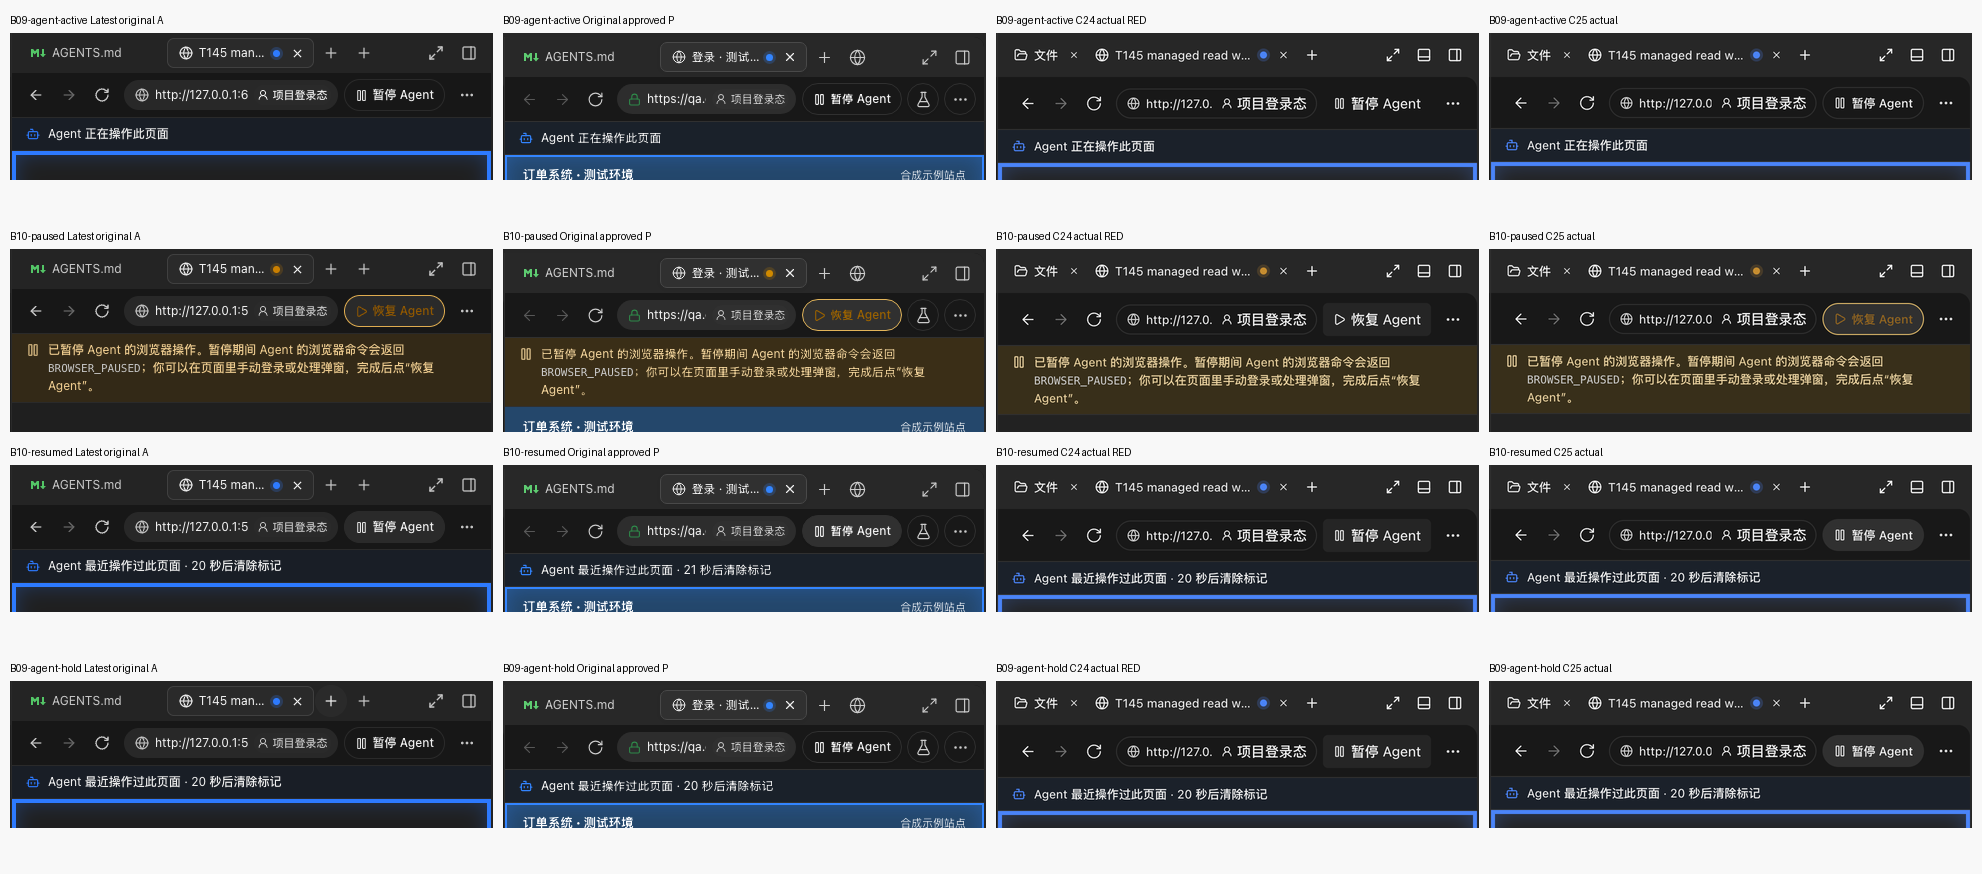 B09-agent-active Latest original A
AGENTS.md
T145 man...
http://127.0.0.1:6
项目登录态
暂停 Agent
Agent 正在操作此页面
B09-agent-active Original approved P
AGENTS.md
登录 · 测试...
https://qa.
项目登录态
暂停 Agent
Agent 正在操作此页面
订单系统 · 测试环境
合成示例站点
B09-agent-active C24 actual RED
文件
T145 managed read w...
http://127.0.
项目登录态
暂停 Agent
Agent 正在操作此页面
B09-agent-active C25 actual
文件
T145 managed read w...
http://127.0.0
项目登录态
暂停 Agent
Agent 正在操作此页面
B10-paused Latest original A
AGENTS.md
T145 man...
http://127.0.0.1:5
项目登录态
恢复 Agent
已暂停 Agent 的浏览器操作。暂停期间 Agent 的浏览器命令会返回
BROWSER_PAUSED；你可以在页面里手动登录或处理弹窗，完成后点“恢复
Agent”。
B10-paused Original approved P
AGENTS.md
登录 · 测试...
https://qa.
项目登录态
恢复 Agent
已暂停 Agent 的浏览器操作。暂停期间 Agent 的浏览器命令会返回
BROWSER_PAUSED；你可以在页面里手动登录或处理弹窗，完成后点“恢复
Agent”。
订单系统 · 测试环境
合成示例站点
B10-paused C24 actual RED
文件
T145 managed read w...
http://127.0.
项目登录态
恢复 Agent
已暂停 Agent 的浏览器操作。暂停期间 Agent 的浏览器命令会返回
BROWSER_PAUSED；你可以在页面里手动登录或处理弹窗，完成后点“恢复
Agent”。
B10-paused C25 actual
文件
T145 managed read w...
http://127.0.0
项目登录态
恢复 Agent
已暂停 Agent 的浏览器操作。暂停期间 Agent 的浏览器命令会返回
BROWSER_PAUSED；你可以在页面里手动登录或处理弹窗，完成后点“恢复
Agent”。
B10-resumed Latest original A
AGENTS.md
T145 man...
http://127.0.0.1:5
项目登录态
暂停 Agent
Agent 最近操作过此页面 · 20 秒后清除标记
B10-resumed Original approved P
AGENTS.md
登录 · 测试...
https://qa.
项目登录态
暂停 Agent
Agent 最近操作过此页面 · 21 秒后清除标记
订单系统 · 测试环境
合成示例站点
B10-resumed C24 actual RED
文件
T145 managed read w...
http://127.0.
项目登录态
暂停 Agent
Agent 最近操作过此页面 · 20 秒后清除标记
B10-resumed C25 actual
文件
T145 managed read w...
http://127.0.0
项目登录态
暂停 Agent
Agent 最近操作过此页面 · 20 秒后清除标记
B09-agent-hold Latest original A
AGENTS.md
T145 man...
http://127.0.0.1:5
项目登录态
暂停 Agent
Agent 最近操作过此页面 · 20 秒后清除标记
B09-agent-hold Original approved P
AGENTS.md
登录 · 测试...
https://qa.
项目登录态
暂停 Agent
Agent 最近操作过此页面 · 20 秒后清除标记
订单系统 · 测试环境
合成示例站点
B09-agent-hold C24 actual RED
文件
T145 managed read w...
http://127.0.
项目登录态
暂停 Agent
Agent 最近操作过此页面 · 20 秒后清除标记
B09-agent-hold C25 actual
文件
T145 managed read w...
http://127.0.0
项目登录态
暂停 Agent
Agent 最近操作过此页面 · 20 秒后清除标记